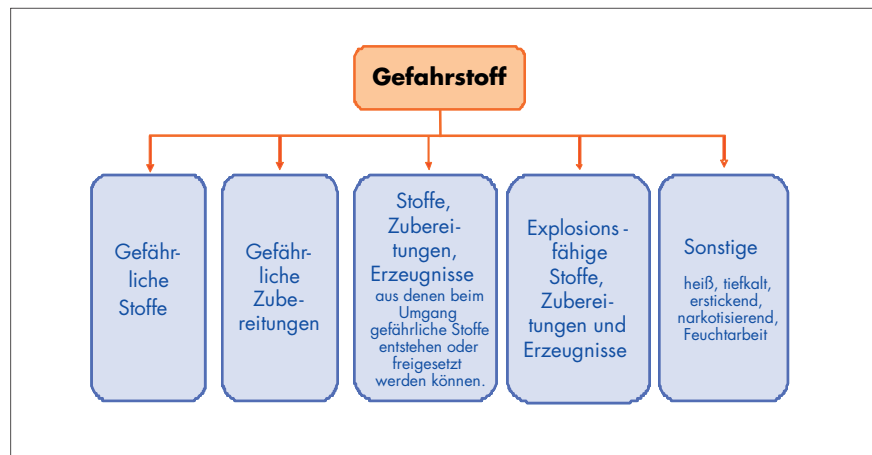 Gefahrstoff
Gefähr-
liche
Stoffe
Gefähr-
liche
Zube-
reitungen
Stoffe,
Zuberei-
tungen,
Erzeugnisse
aus denen beim
Umgang
gefährliche Stoffe
entstehen oder
freigesetzt
werden können.
Explosions-
fähige
Stoffe,
Zuberei-
tungen und
Erzeugnisse
Sonstige
heiß, tiefkalt,
erstickend,
narkotisierend,
Feuchtarbeit